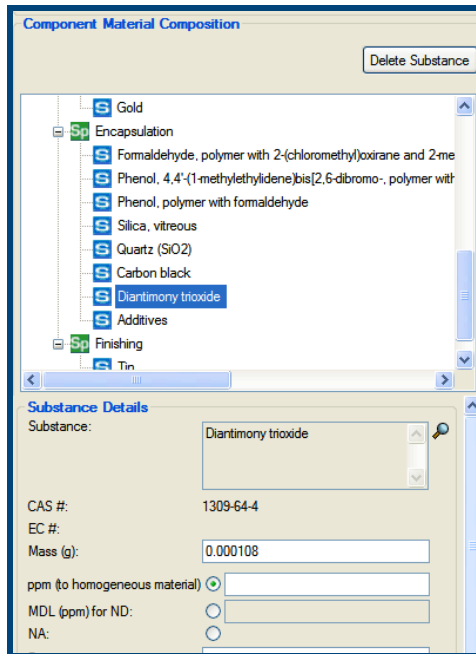 Component Material Composition
Delete Substance
S Gold
Sp Encapsulation
S Formaldehyde, polymer with 2-(chloromethyl)oxirane and 2-me
S Phenol, 4,4'-(1-methylethylidene)bis[2,6-dibromo-, polymer with
S Phenol, polymer with formaldehyde
S Silica, vitreous
S Quartz (SiO2)
S Carbon black
S Diantimony trioxide
S Additives
Sp Finishing
S Tin
Substance Details
Substance: Diantimony trioxide
CAS #: 1309-64-4
EC #:
Mass (g): 0.000108
ppm (to homogeneous material)
MDL (ppm) for ND:
NA: